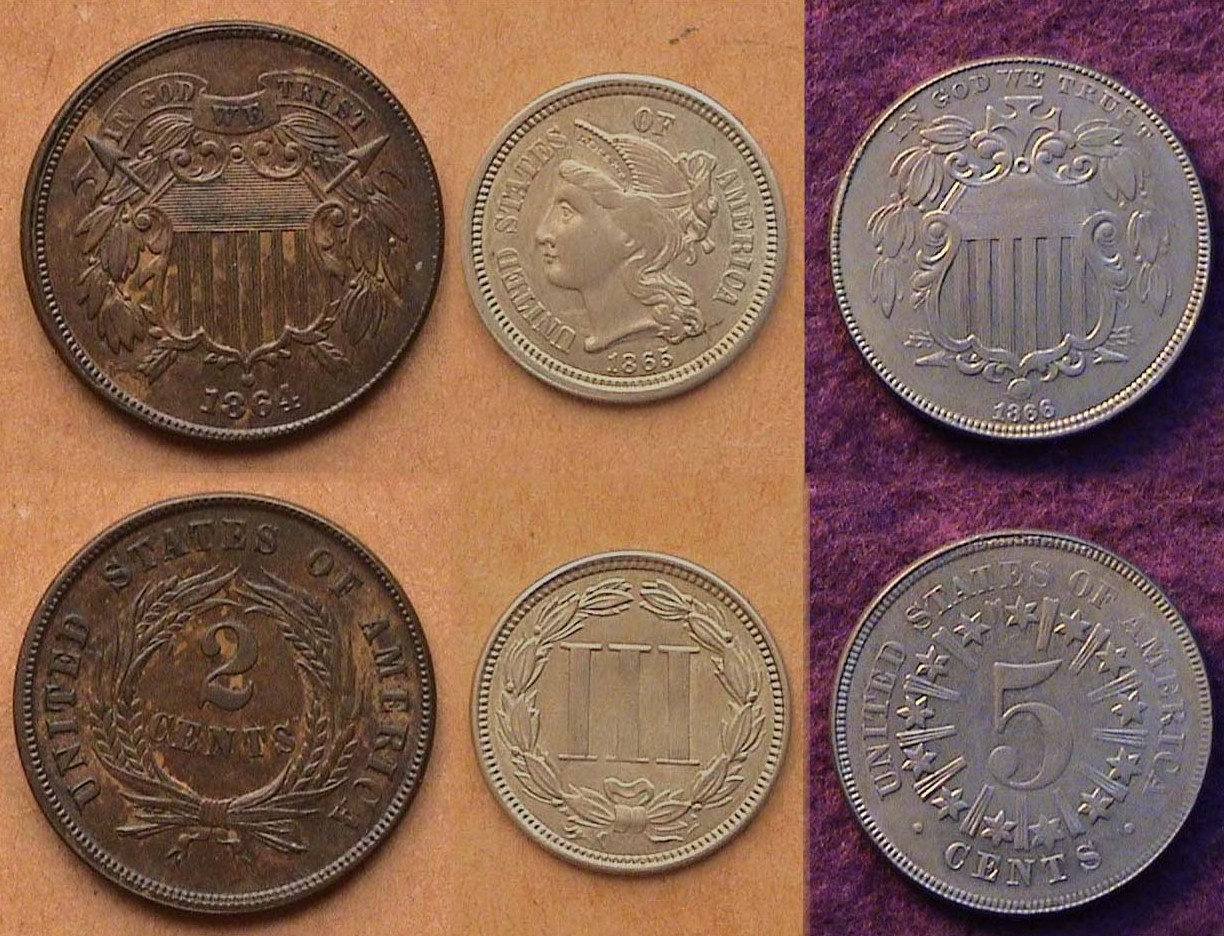 IN GOD WE TRUST
1864
UNITED STATES OF AMERICA
1865
IN GOD WE TRUST
1866
UNITED STATES OF AMERICA
2
CENTS
III
UNITED STATES OF AMERICA
5
CENTS